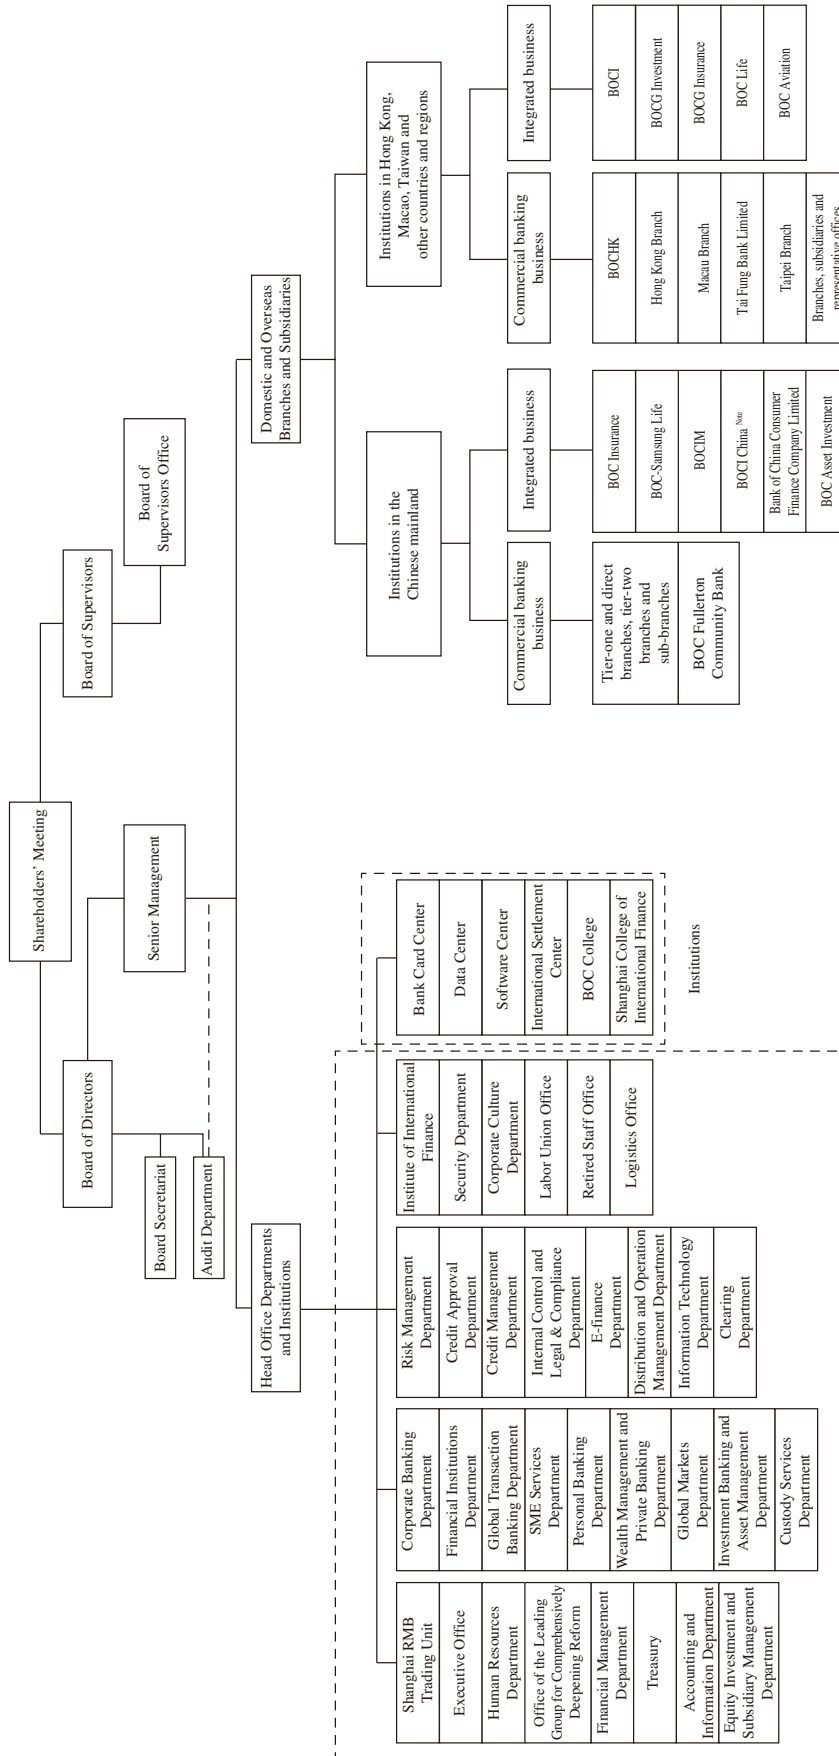 Shareholders’ Meeting
Board of Directors
Board of Supervisors
Board Secretariat
Audit Department
Senior Management
Board of
Supervisors Office
Head Office Departments
and Institutions
Domestic and Overseas
Branches and Subsidiaries
Shanghai RMB
Trading Unit
Executive Office
Human Resources
Department
Office of the Leading
Group for Comprehensively
Deepening Reform
Financial Management
Department
Treasury
Accounting and
Information Department
Equity Investment and
Subsidiary Management
Department
Corporate Banking
Department
Financial Institutions
Department
Global Transaction
Banking Department
SME Services
Department
Personal Banking
Department
Wealth Management and
Private Banking
Department
Global Markets
Department
Investment Banking and
Asset Management
Department
Custody Services
Department
Risk Management
Department
Credit Approval
Department
Credit Management
Department
Internal Control and
Legal & Compliance
Department
E-finance
Department
Distribution and Operation
Management Department
Information Technology
Department
Clearing
Department
Institute of International
Finance
Security Department
Corporate Culture
Department
Labor Union Office
Retired Staff Office
Logistics Office
Bank Card Center
Data Center
Software Center
International Settlement
Center
BOC College
Shanghai College of
International Finance
Institutions
Institutions in the
Chinese mainland
Institutions in Hong Kong,
Macao, Taiwan and
other countries and regions
Commercial banking
business
Tier-one and direct
branches, tier-two
branches and
sub-branches
BOC Fullerton
Community Bank
Integrated business
BOC Insurance
BOC-Samsung Life
BOCIM
BOCI China Note
Bank of China Consumer
Finance Company Limited
BOC Asset Investment
Commercial banking
business
BOCHK
Hong Kong Branch
Macau Branch
Tai Fung Bank Limited
Taipei Branch
Branches, subsidiaries and
representative offices
Integrated business
BOCI
BOCG Investment
BOCG Insurance
BOC Life
BOC Aviation